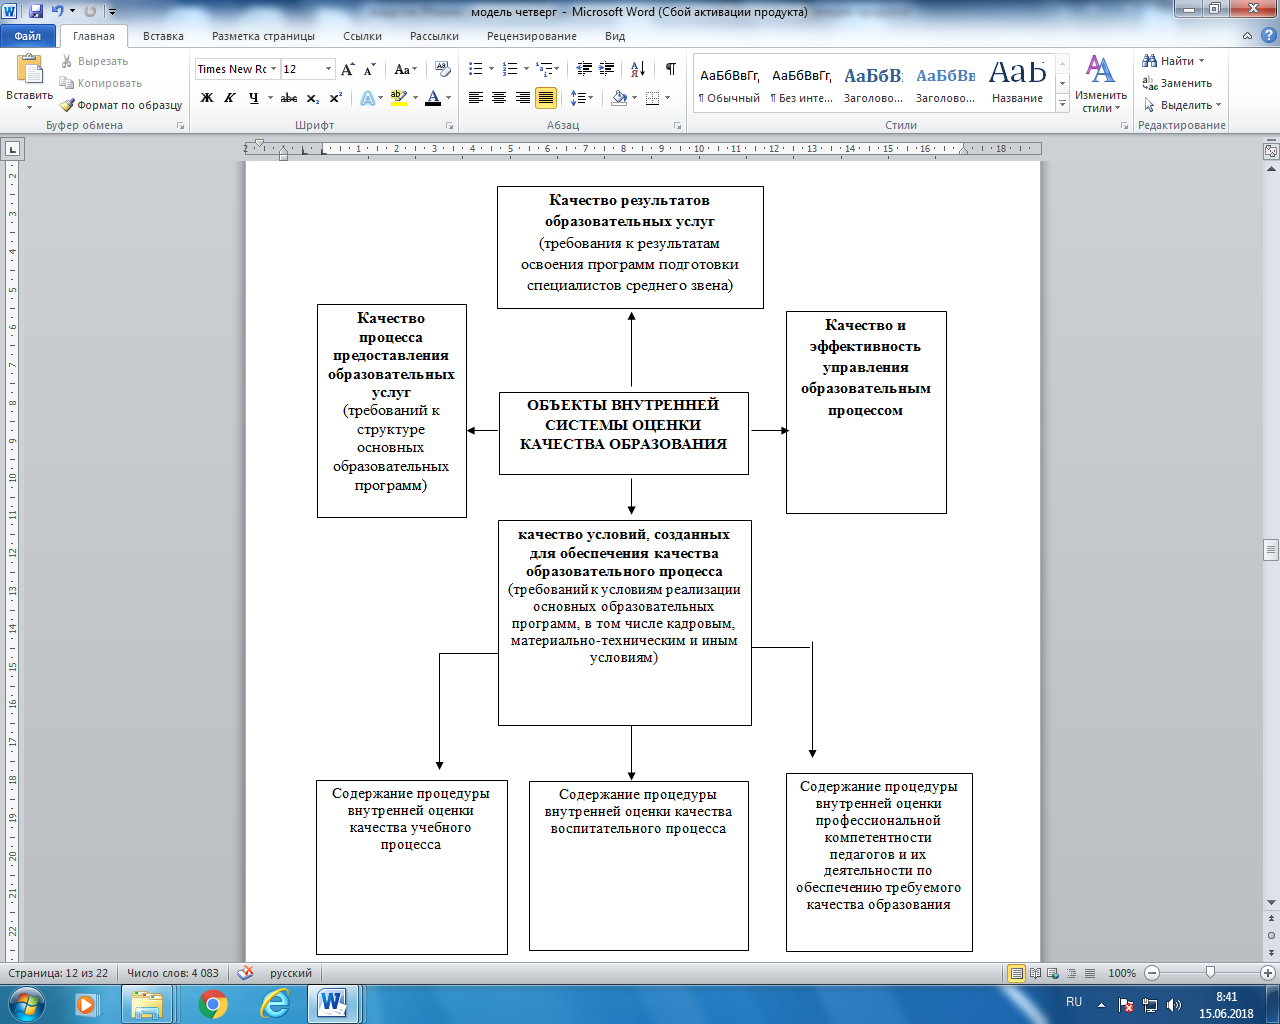 модель четверг - Microsoft Word (Сбой активации продукта)
Файл
Главная
Вставка
Разметка страницы
Ссылки
Рассылки
Рецензирование
Вид
Вставить
Вырезать
Копировать
Формат по образцу
Буфер обмена
Times New Rc
12
Шрифт
Абзац
АаБбВвГг,
¶ Обычный
АаБбВвГг,
¶ Без инте...
АаБбВ
Заголово...
АаБбВв
Заголово...
АаЬ
Название
Изменить
стили
Стили
Найти
Заменить
Выделить
Редактирование
Качество результатов
образовательных услуг
(требования к результатам
освоения программ подготовки
специалистов среднего звена)
Качество
процесса
предоставления
образовательных
услуг
(требований к
структуре
основных
образовательных
программ)
ОБЪЕКТЫ ВНУТРЕННЕЙ
СИСТЕМЫ ОЦЕНКИ
КАЧЕСТВА ОБРАЗОВАНИЯ
Качество и
эффективность
управления
образовательным
процессом
качество условий, созданных
для обеспечения качества
образовательного процесса
(требований к условиям реализации
основных образовательных
программ, в том числе кадровым,
материально-техническим и иным
условиям)
Содержание процедуры
внутренней оценки
качества учебного
процесса
Содержание процедуры
внутренней оценки качества
воспитательного процесса
Содержание процедуры
внутренней оценки
профессиональной
компетентности
педагогов и их
деятельности по
обеспечению требуемого
качества образования
Страница: 12 из 22
Число слов: 4 083
русский
100%
RU
8:41
15.06.2018